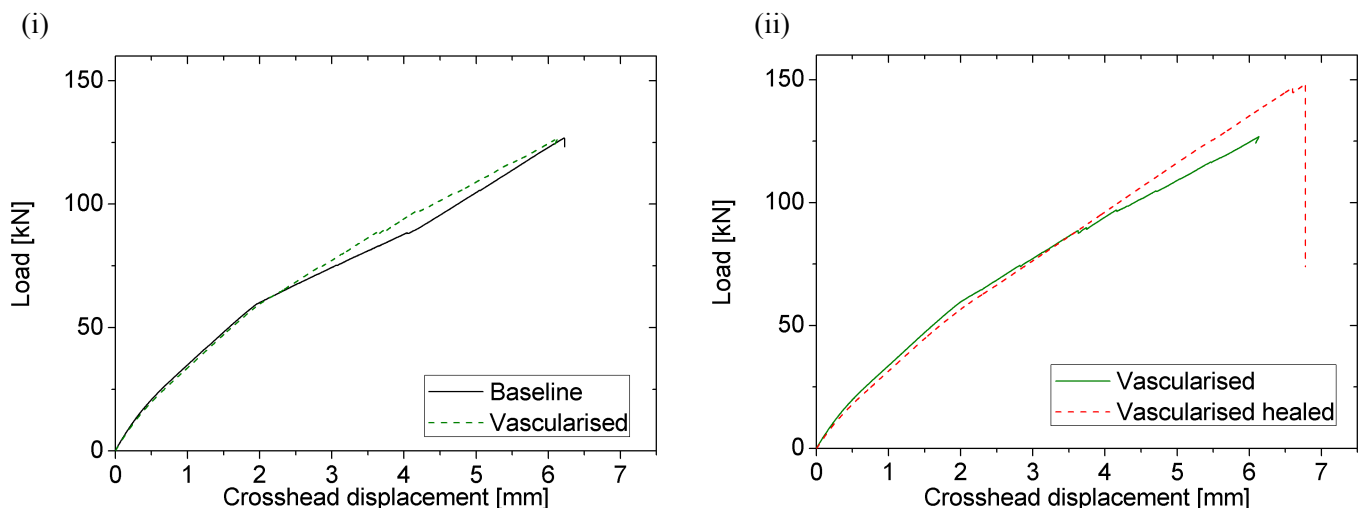 (i)
(ii)
150
100
50
0
Load [kN]
0 1 2 3 4 5 6 7
Crosshead displacement [mm]
Baseline
Vascularised
150
100
50
0
Load [kN]
0 1 2 3 4 5 6 7
Crosshead displacement [mm]
Vascularised
Vascularised healed